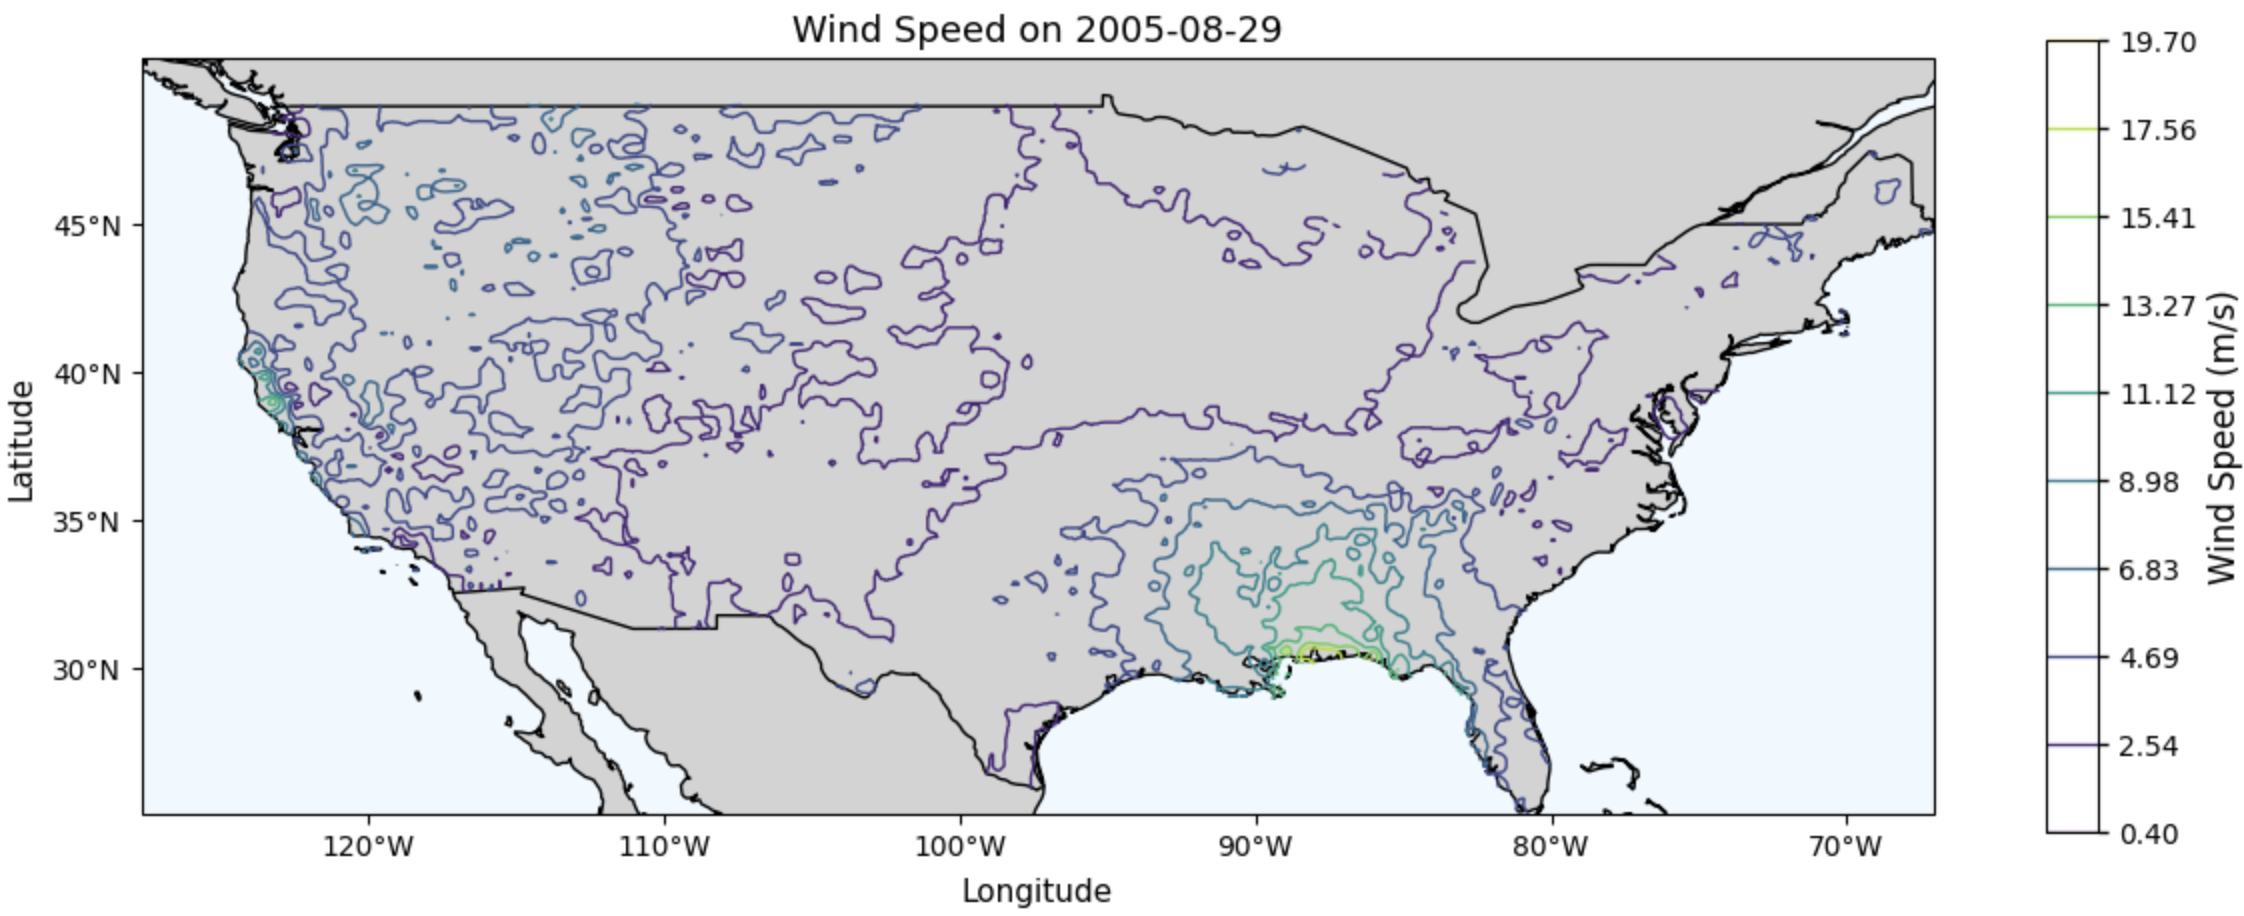 Wind Speed on 2005-08-29
Latitude
45°N
40°N
35°N
30°N
120°W
110°W
100°W
90°W
80°W
70°W
Longitude
19.70
17.56
15.41
13.27
11.12
8.98
6.83
4.69
2.54
0.40
Wind Speed (m/s)